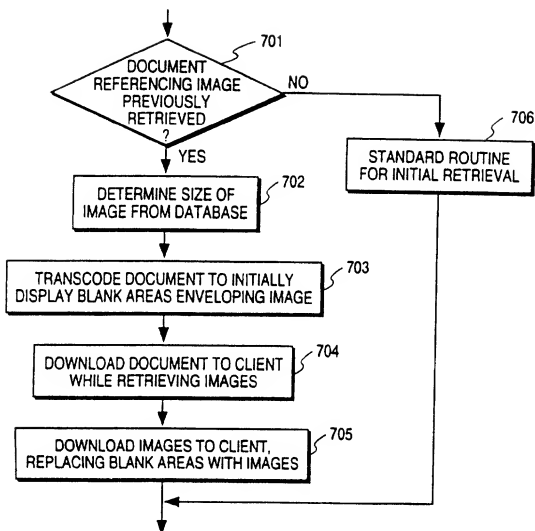 701
DOCUMENT
REFERENCING IMAGE
PREVIOUSLY
RETRIEVED
?
NO
YES
706
STANDARD ROUTINE
FOR INITIAL RETRIEVAL
702
DETERMINE SIZE OF
IMAGE FROM DATABASE
703
TRANSCODE DOCUMENT TO INITIALLY
DISPLAY BLANK AREAS ENVELOPING IMAGE
704
DOWNLOAD DOCUMENT TO CLIENT
WHILE RETRIEVING IMAGES
705
DOWNLOAD IMAGES TO CLIENT,
REPLACING BLANK AREAS WITH IMAGES